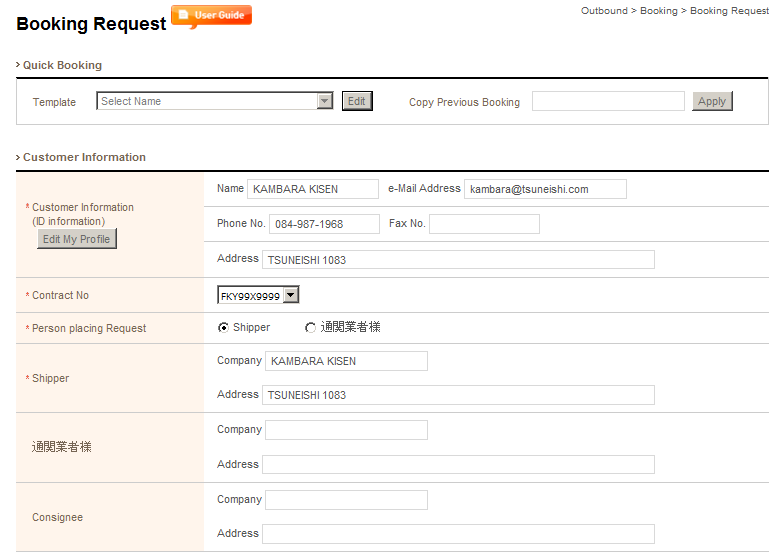 Booking Request
User Guide
Outbound > Booking > Booking Request
> Quick Booking
Template
Select Name
Edit
Copy Previous Booking
Apply
> Customer Information
* Customer Information
(ID information)
Edit My Profile
Name KAMBARA KISEN e-Mail Address kambara@tsuneishi.com
Phone No. 084-987-1968 Fax No.
Address TSUNEISHI 1083
* Contract No FKY99X9999
* Person placing Request Shipper 通関業者様
* Shipper
Company KAMBARA KISEN
Address TSUNEISHI 1083
通関業者様
Company
Address
Consignee
Company
Address